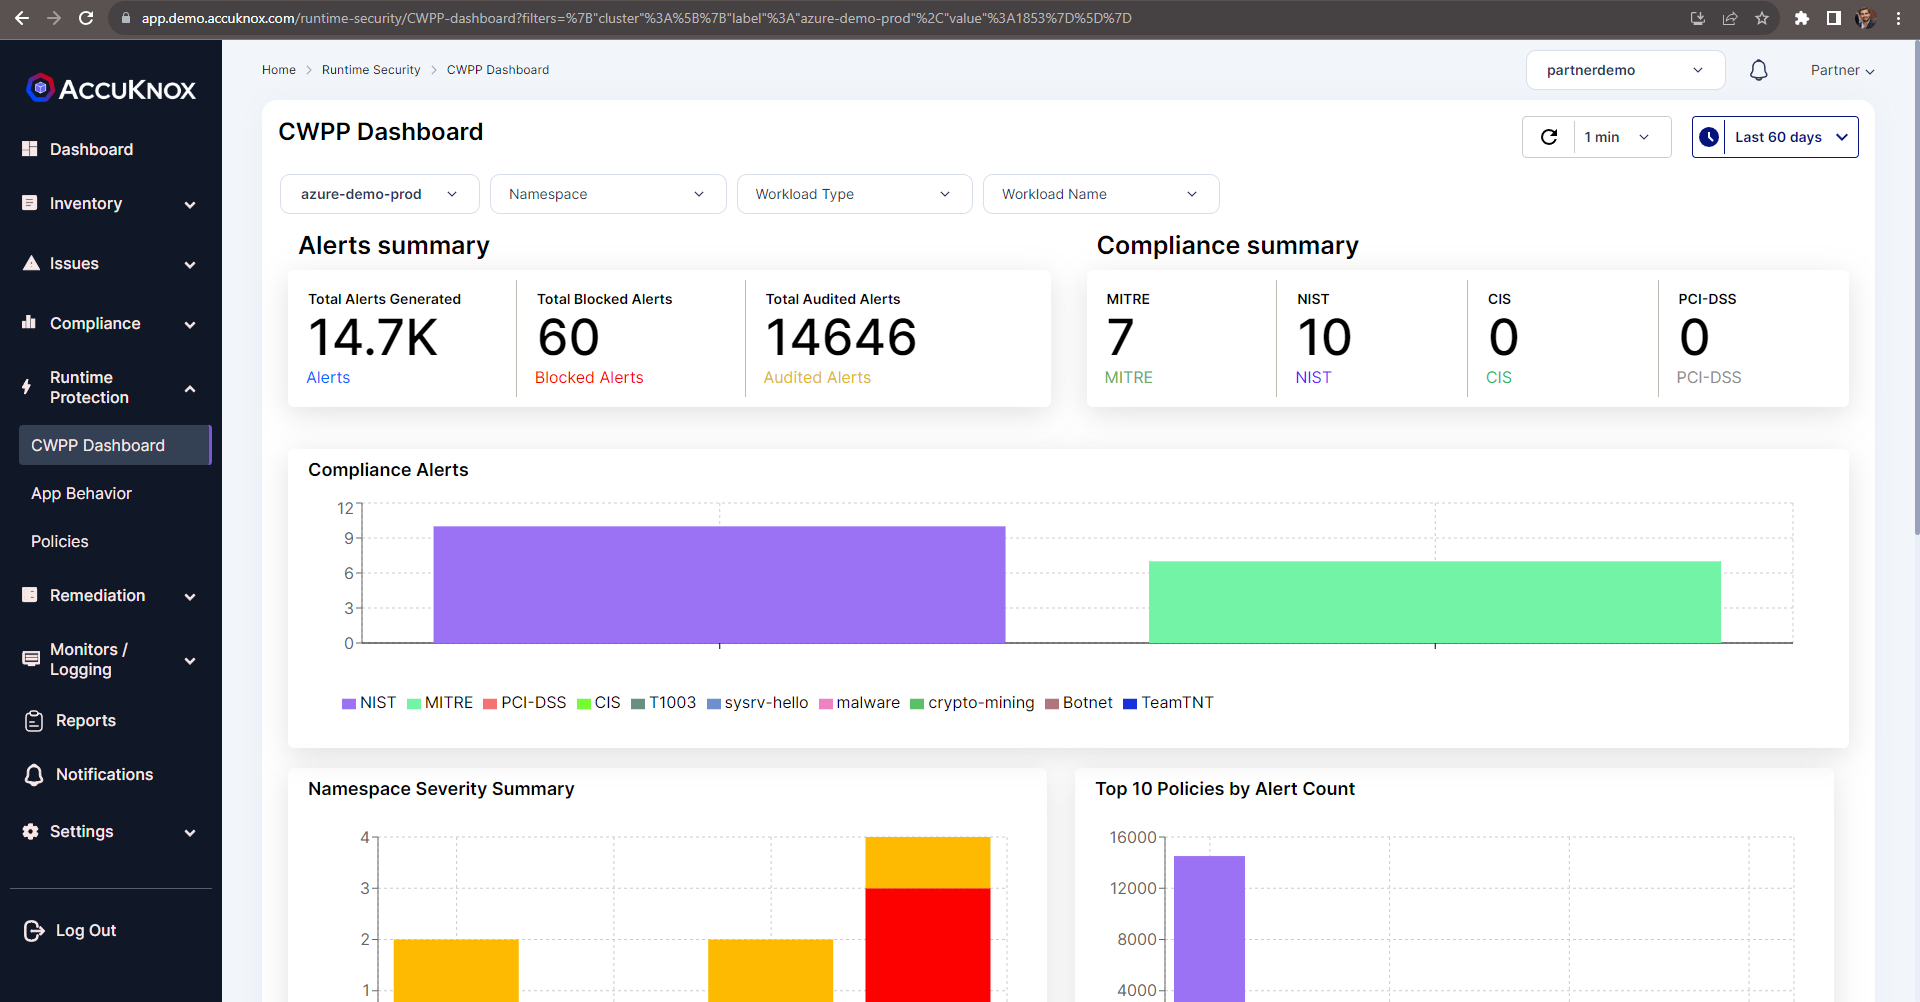 app.demo.accuknox.com/runtime-security/CWPP-dashboard?filters=%7B"cluster"%3A%5B%7B"label"%3A"azure-demo-prod"%2C"value"%3A1853%7D%5D%7D
ACCUKNOX
Dashboard
Inventory
Issues
Compliance
Runtime
Protection
CWPP Dashboard
App Behavior
Policies
Remediation
Monitors /
Logging
Reports
Notifications
Settings
Log Out
Home > Runtime Security > CWPP Dashboard
partnerdemo
Partner
CWPP Dashboard
1 min
Last 60 days
azure-demo-prod
Namespace
Workload Type
Workload Name
Alerts summary
Total Alerts Generated
14.7K
Alerts
Total Blocked Alerts
60
Blocked Alerts
Total Audited Alerts
14646
Audited Alerts
Compliance summary
MITRE
7
MITRE
NIST
10
NIST
CIS
0
CIS
PCI-DSS
0
PCI-DSS
Compliance Alerts
12
9
6
3
0
NIST MITRE PCI-DSS CIS T1003 sysrv-hello malware crypto-mining Botnet TeamTNT
Namespace Severity Summary
4
3
2
1
Top 10 Policies by Alert Count
16000
12000
8000
4000